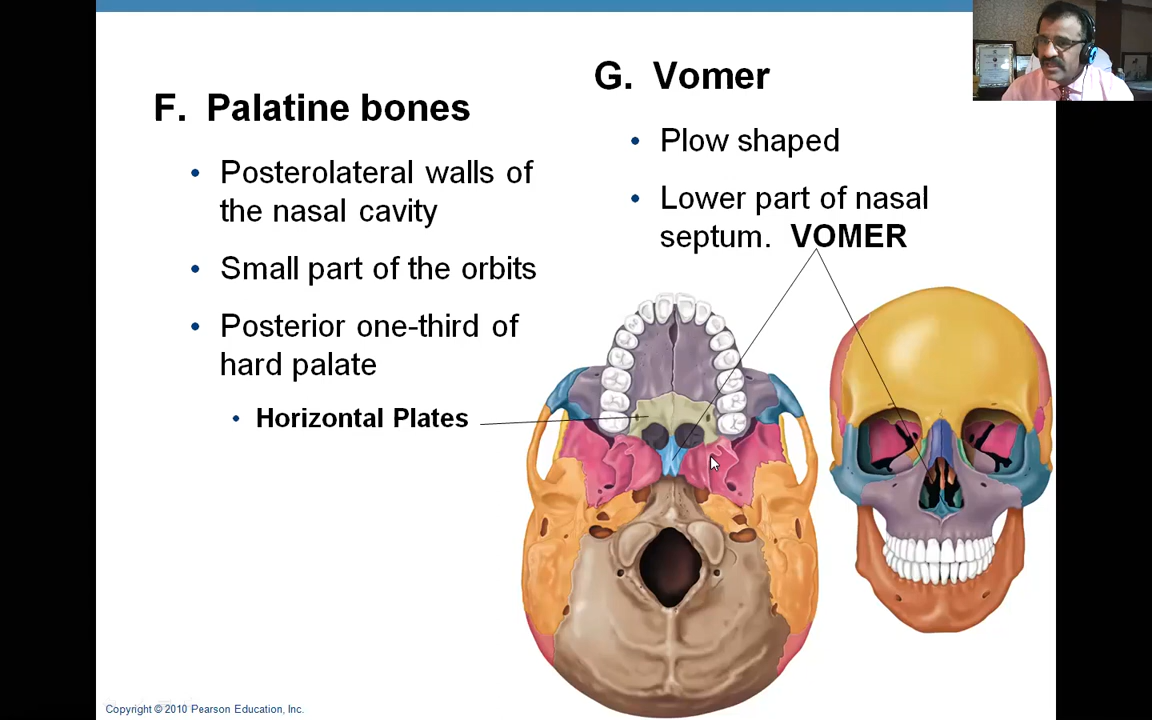 F. Palatine bones
• Posterolateral walls of
the nasal cavity
• Small part of the orbits
• Posterior one-third of
hard palate
• Horizontal Plates
G. Vomer
• Plow shaped
• Lower part of nasal
septum. VOMER
Copyright © 2010 Pearson Education, Inc.